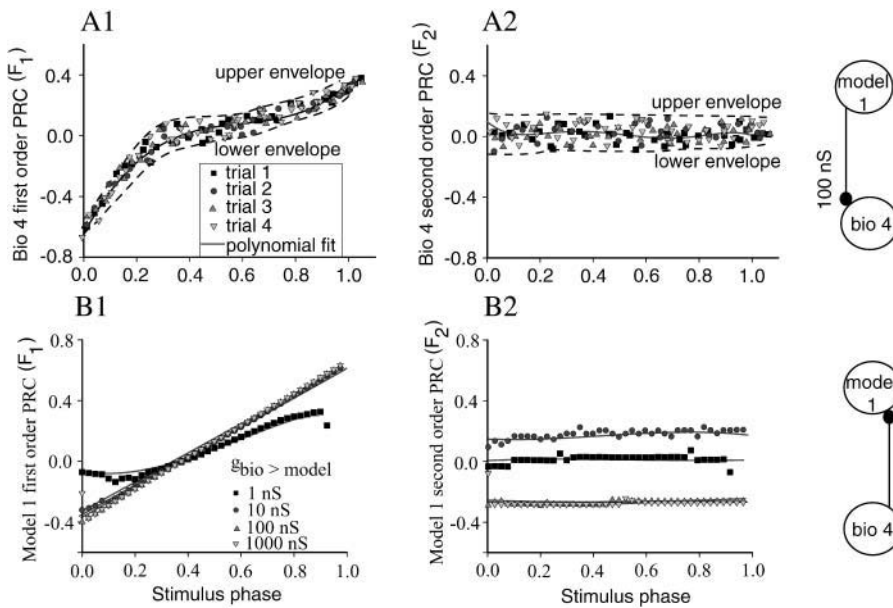 A1
Bio 4 first order PRC (F1)
0.4
0.0
-0.4
-0.8
upper envelope
lower envelope
trial 1
trial 2
trial 3
trial 4
polynomial fit
0.0 0.2 0.4 0.6 0.8 1.0
A2
Bio 4 second order PRC (F2)
0.4
0.0
-0.4
-0.8
upper envelope
lower envelope
0.0 0.2 0.4 0.6 0.8 1.0
model
1
100 nS
bio 4
B1
Model 1 first order PRC (F1)
0.8
0.4
0.0
-0.4
gbio > model
1 nS
10 nS
100 nS
1000 nS
0.0 0.2 0.4 0.6 0.8 1.0
Stimulus phase
B2
Model 1 second order PRC (F2)
0.8
0.4
0.0
-0.4
0.0 0.2 0.4 0.6 0.8 1.0
Stimulus phase
model
1
bio 4